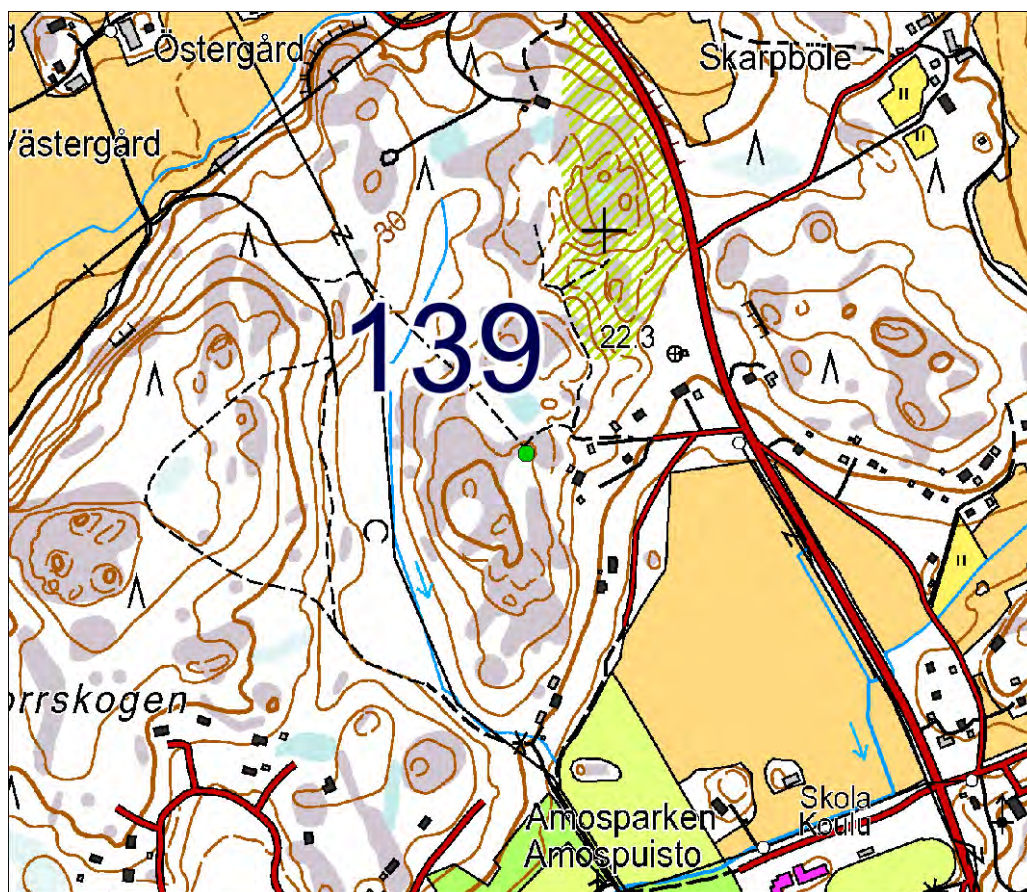 Östergård
Skarpböle
Västergård
30
139
22.3
orrskogen
Skola
Koulu
Amosparken
Amospuisto